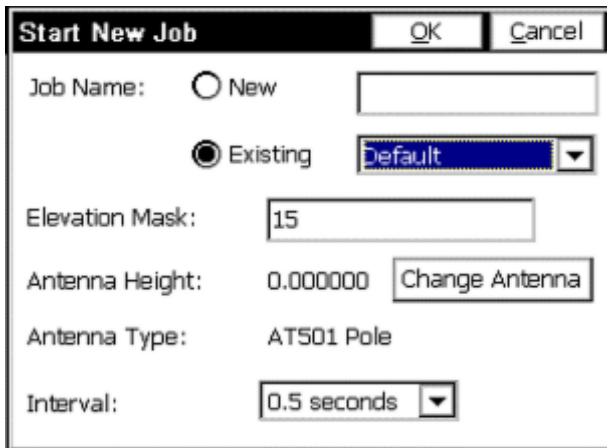 Start New Job OK Cancel
Job Name: New
Existing Default
Elevation Mask: 15
Antenna Height: 0.000000 Change Antenna
Antenna Type: AT501 Pole
Interval: 0.5 seconds